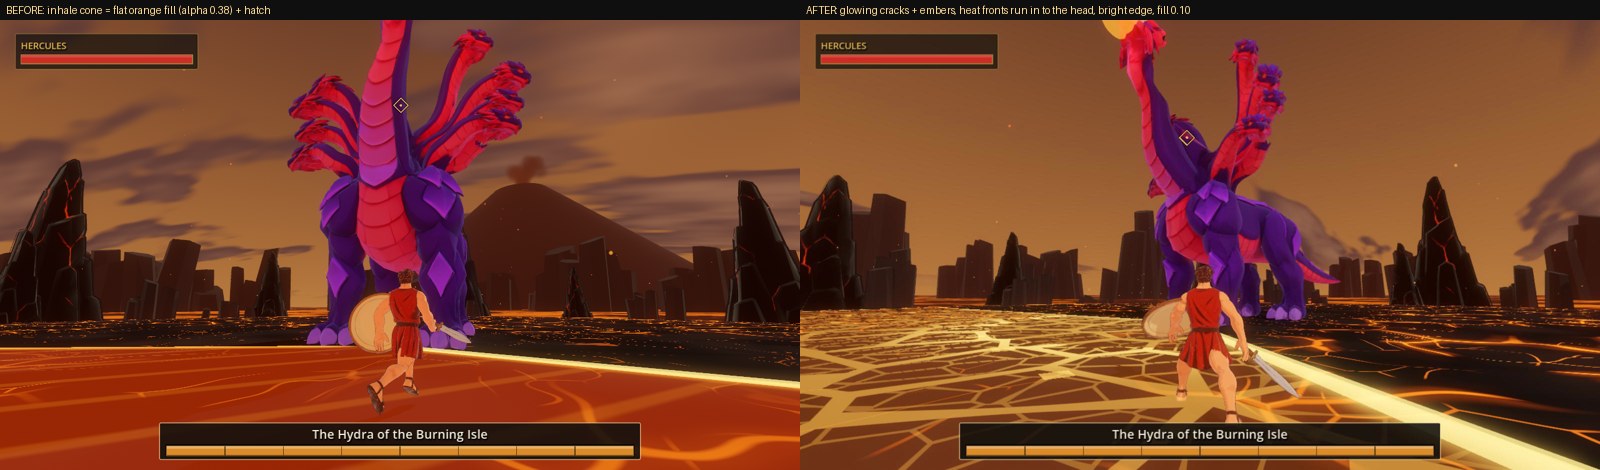 BEFORE: inhale cone = flat orange fill (alpha 0.38) + hatch
AFTER: glowing cracks + embers, heat fronts run in to the head, bright edge, fill 0.10
HERCULES
HERCULES
The Hydra of the Burning Isle
The Hydra of the Burning Isle